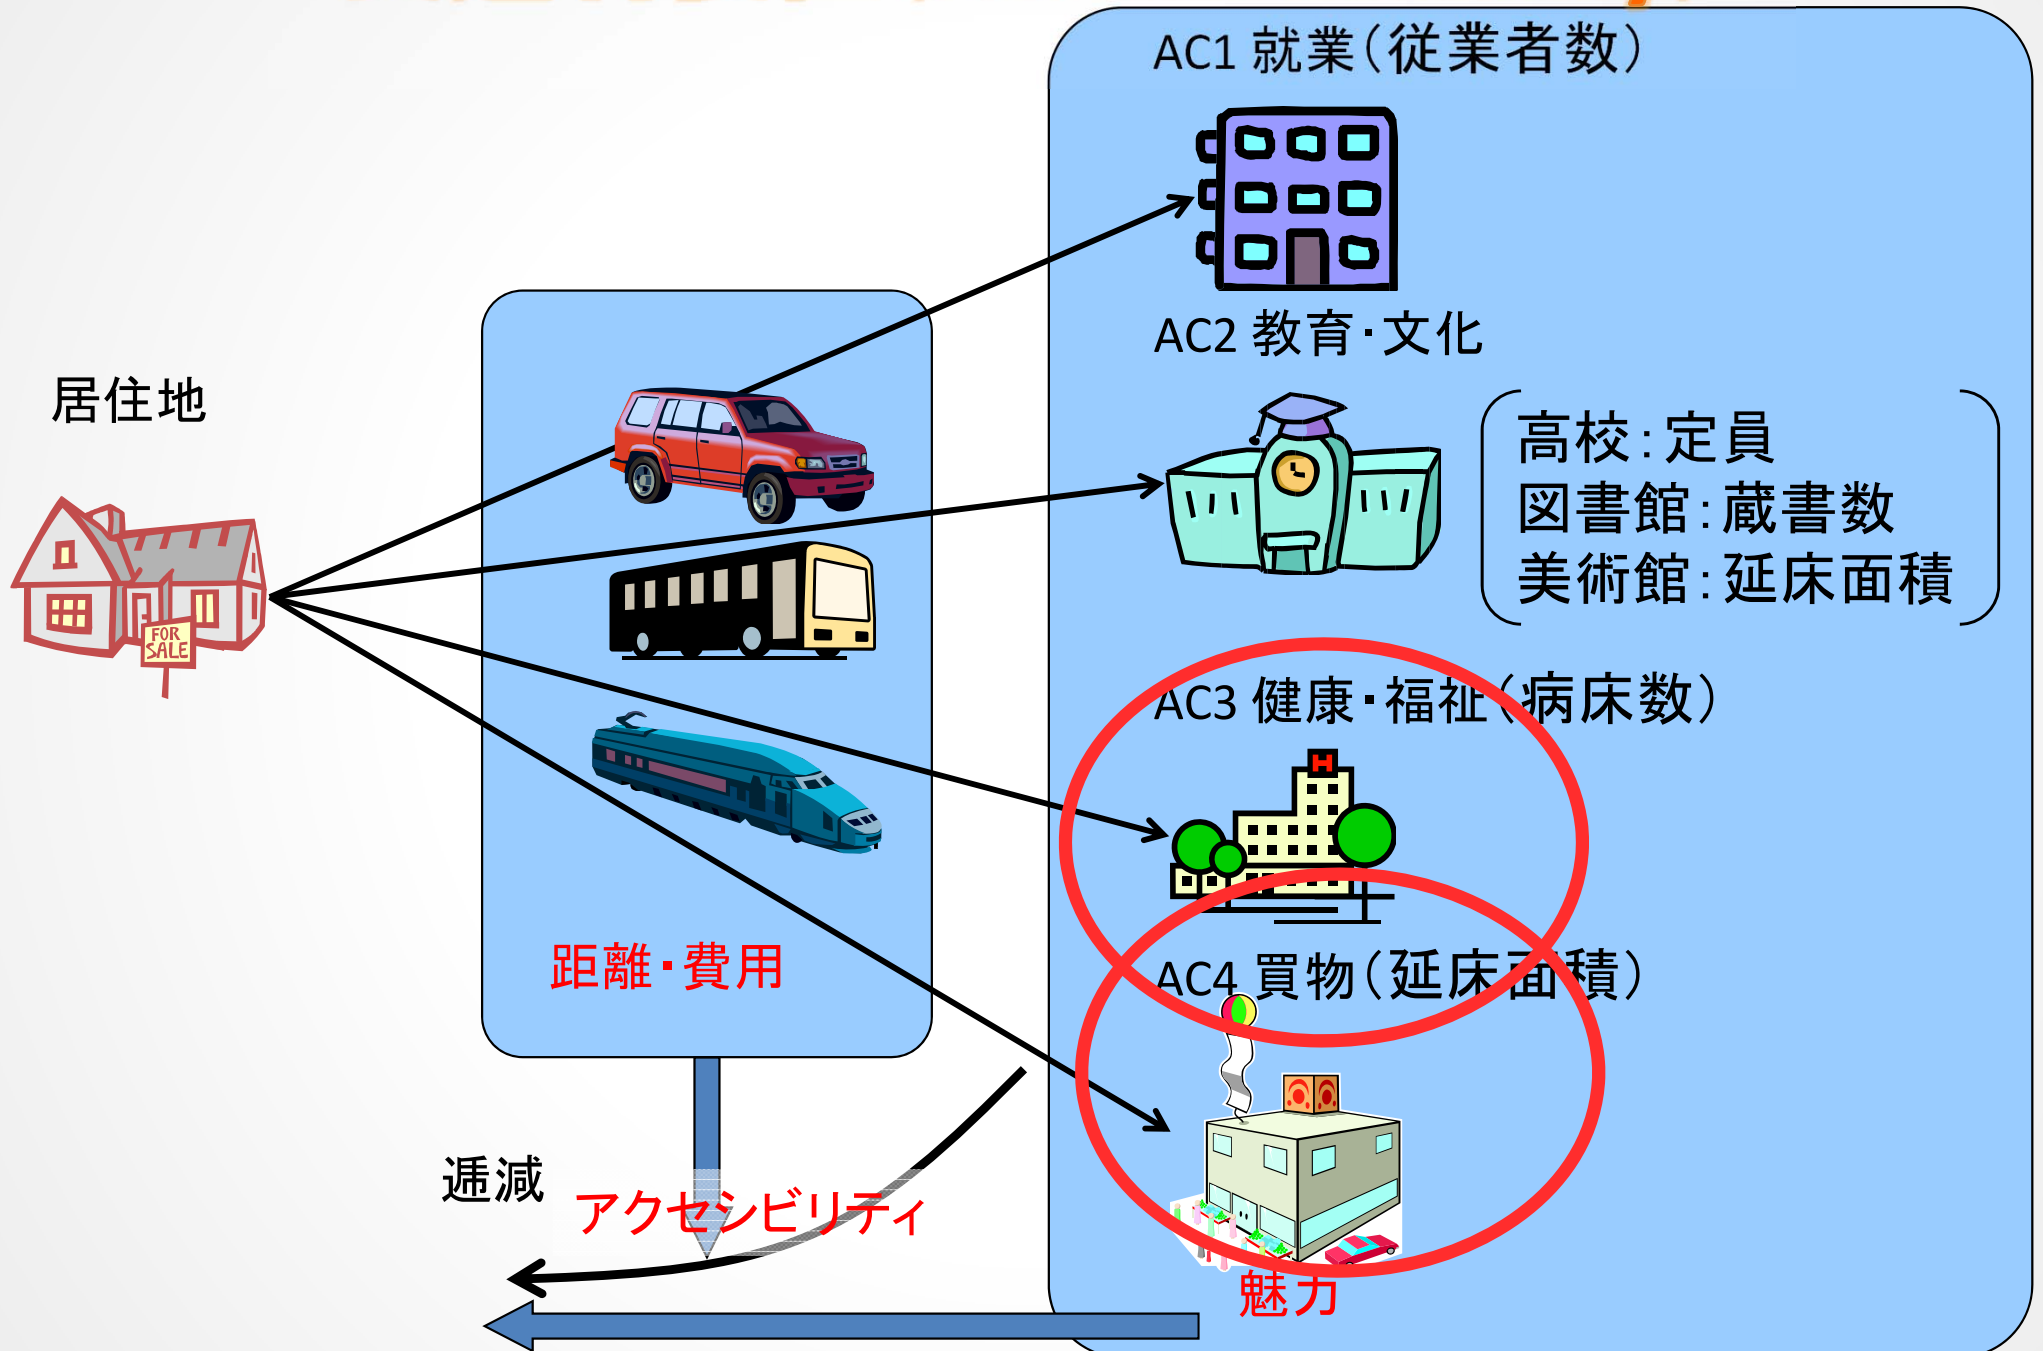 AC1 就業（従業者数）
AC2 教育・文化
居住地
高校：定員
図書館：蔵書数
美術館：延床面積
FOR
SALE
AC3 健康・福祉（病床数）
H
距離・費用
AC4 買物（延床面積）
逓減
アクセシビリティ
魅力